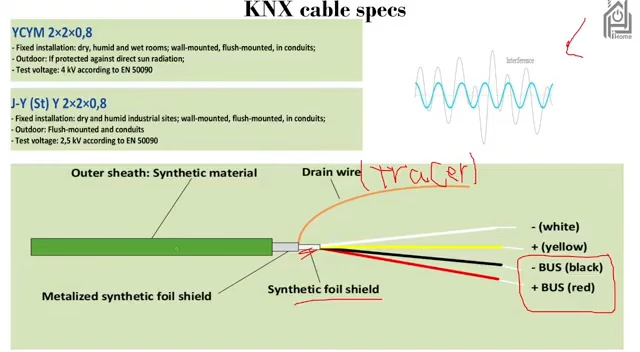 KNX cable specs
iHome
YCYM 2×2×0,8
- Fixed installation: dry, humid and wet rooms; wall-mounted, flush-mounted, in conduits;
- Outdoor: If protected against direct sun radiation;
- Test voltage: 4 kV according to EN 50090
Interference
J-Y (St) Y 2×2×0,8
- Fixed installation: dry and humid industrial sites; wall-mounted, flush-mounted, in conduits;
- Outdoor: Flush-mounted and conduits
- Test voltage: 2,5 kV according to EN 50090
Outer sheath: Synthetic material
Drain wire
(tracer)
- (white)
+ (yellow)
- BUS (black)
+ BUS (red)
Synthetic foil shield
Metalized synthetic foil shield